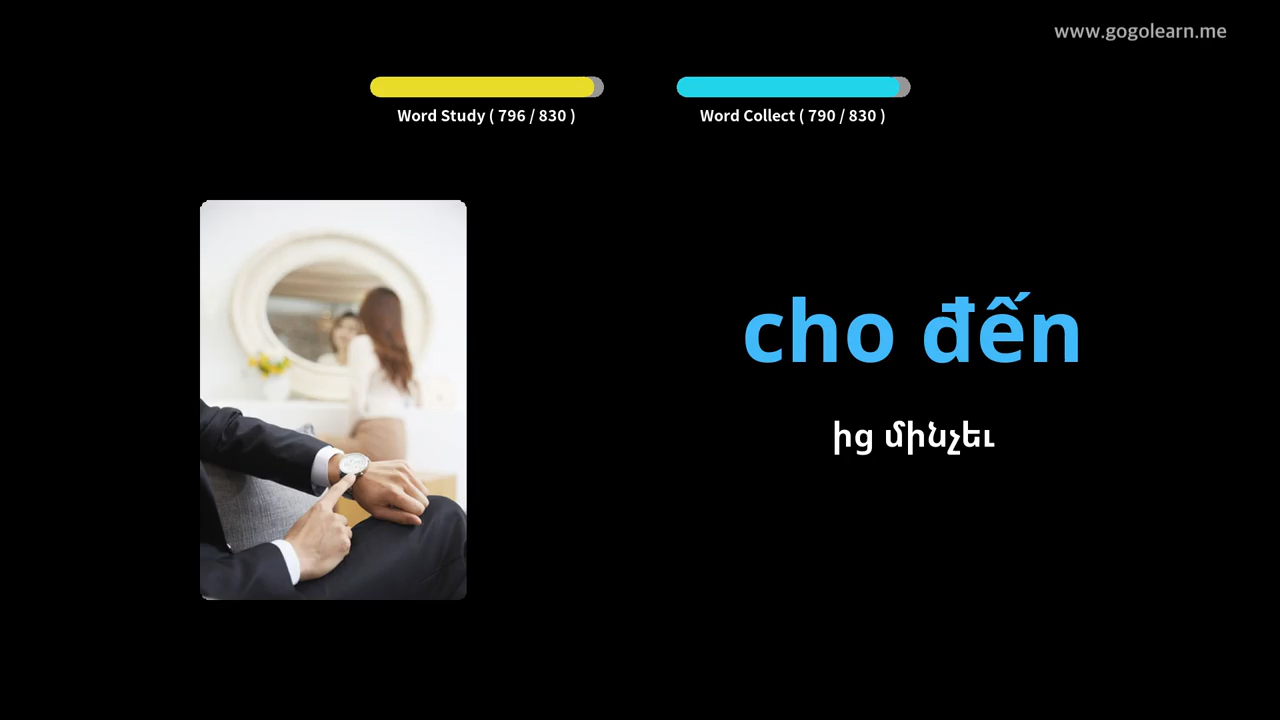 www.gogolearn.me
Word Study ( 796 / 830 )
Word Collect ( 790 / 830 )
cho đến
ից մինչեւ